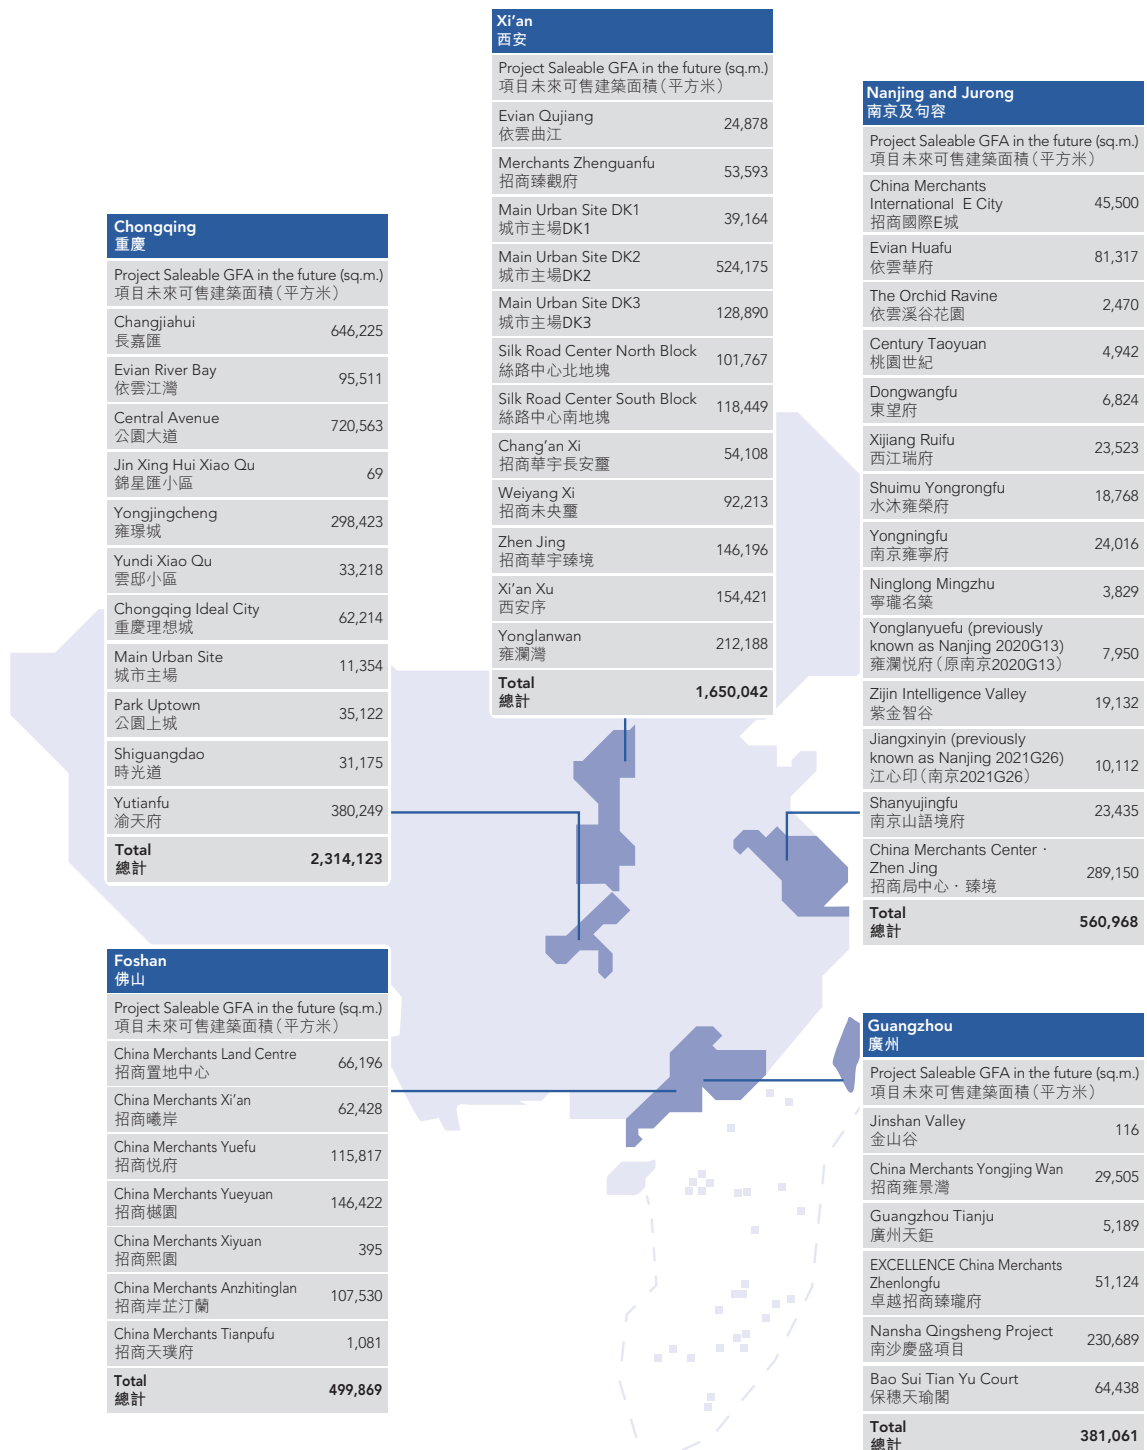 Xi’an
西安
Project Saleable GFA in the future (sq.m.)
項目未來可售建築面積（平方米）
Evian Qujiang
依雲曲江
24,878
Merchants Zhenguanfu
招商臻觀府
53,593
Main Urban Site DK1
城市主場DK1
39,164
Main Urban Site DK2
城市主場DK2
524,175
Main Urban Site DK3
城市主場DK3
128,890
Silk Road Center North Block
絲路中心北地塊
101,767
Silk Road Center South Block
絲路中心南地塊
118,449
Chang’an Xi
招商華宇長安璽
54,108
Weiyang Xi
招商未央璽
92,213
Zhen Jing
招商華宇臻境
146,196
Xi’an Xu
西安序
154,421
Yonglanwan
雍瀾灣
212,188
Total
總計
1,650,042
Nanjing and Jurong
南京及句容
Project Saleable GFA in the future (sq.m.)
項目未來可售建築面積（平方米）
China Merchants
International E City
招商國際E城
45,500
Evian Huafu
依雲華府
81,317
The Orchid Ravine
依雲溪谷花園
2,470
Century Taoyuan
桃園世紀
4,942
Dongwangfu
東望府
6,824
Xijiang Ruifu
西江瑞府
23,523
Shuimu Yongrongfu
水沐雍榮府
18,768
Yongningfu
南京雍寧府
24,016
Ninglong Mingzhu
寧瓏名築
3,829
Yonglanyuefu (previously
known as Nanjing 2020G13)
雍瀾悅府（原南京2020G13）
7,950
Zijin Intelligence Valley
紫金智谷
19,132
Jiangxinyin (previously
known as Nanjing 2021G26)
江心印（南京2021G26）
10,112
Shanyujingfu
南京山語境府
23,435
China Merchants Center ·
Zhen Jing
招商局中心 · 臻境
289,150
Total
總計
560,968
Chongqing
重慶
Project Saleable GFA in the future (sq.m.)
項目未來可售建築面積（平方米）
Changjiahui
長嘉匯
646,225
Evian River Bay
依雲江灣
95,511
Central Avenue
公園大道
720,563
Jin Xing Hui Xiao Qu
錦星匯小區
69
Yongjingcheng
雍璟城
298,423
Yundi Xiao Qu
雲邸小區
33,218
Chongqing Ideal City
重慶理想城
62,214
Main Urban Site
城市主場
11,354
Park Uptown
公園上城
35,122
Shiguangdao
時光道
31,175
Yutianfu
渝天府
380,249
Total
總計
2,314,123
Foshan
佛山
Project Saleable GFA in the future (sq.m.)
項目未來可售建築面積（平方米）
China Merchants Land Centre
招商置地中心
66,196
China Merchants Xi’an
招商曦岸
62,428
China Merchants Yuefu
招商悅府
115,817
China Merchants Yueyuan
招商樾園
146,422
China Merchants Xiyuan
招商熙園
395
China Merchants Anzhitinglan
招商岸芷汀蘭
107,530
China Merchants Tianpufu
招商天璞府
1,081
Total
總計
499,869
Guangzhou
廣州
Project Saleable GFA in the future (sq.m.)
項目未來可售建築面積（平方米）
Jinshan Valley
金山谷
116
China Merchants Yongjing Wan
招商雍景灣
29,505
Guangzhou Tianju
廣州天鉅
5,189
EXCELLENCE China Merchants
Zhenlongfu
卓越招商臻瓏府
51,124
Nansha Qingsheng Project
南沙慶盛項目
230,689
Bao Sui Tian Yu Court
保穗天瑜閣
64,438
Total
總計
381,061